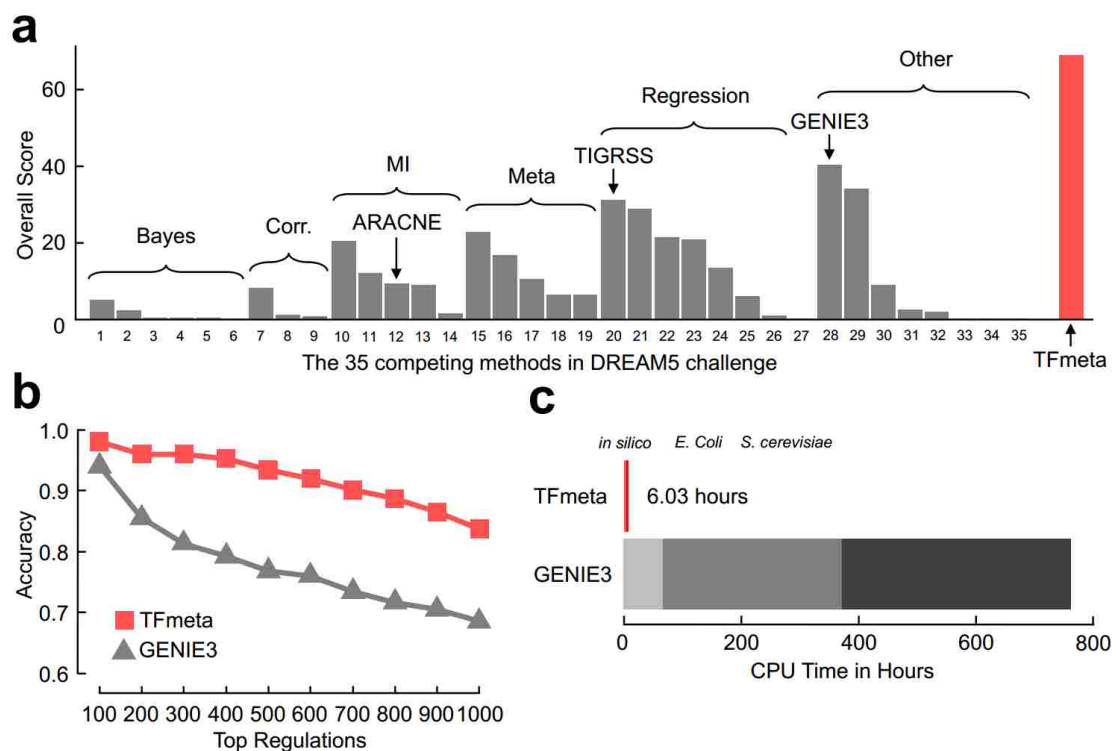 a
Overall Score
60
40
20
0
Bayes
Corr.
MI
ARACNE
Meta
Regression
TIGRSS
Other
GENIE3
1 2 3 4 5 6 7 8 9 10 11 12 13 14 15 16 17 18 19 20 21 22 23 24 25 26 27 28 29 30 31 32 33 34 35
The 35 competing methods in DREAM5 challenge
TFmeta
b
Accuracy
1.0
0.9
0.8
0.7
0.6
TFmeta
GENIE3
100 200 300 400 500 600 700 800 900 1000
Top Regulations
c
in silico E. Coli S. cerevisiae
TFmeta 6.03 hours
GENIE3
0 200 400 600 800
CPU Time in Hours